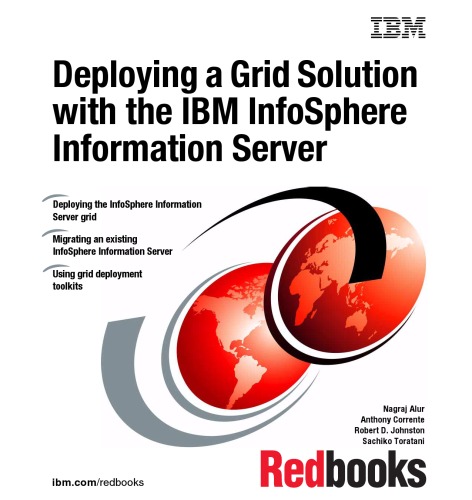 IBM
Deploying a Grid Solution
with the IBM InfoSphere
Information Server
Deploying the InfoSphere Information
Server grid
Migrating an existing
InfoSphere Information Server
Using grid deployment
toolkits
Nagraj Alur
Anthony Corrente
Robert D. Johnston
Sachiko Toratani
ibm.com/redbooks
Redbooks